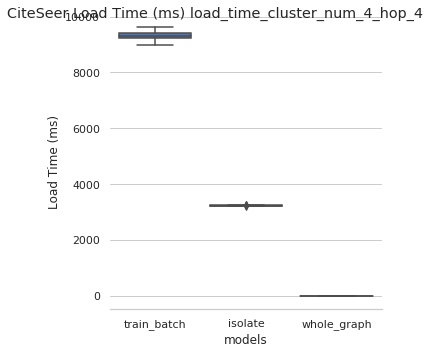 CiteSeer Load Time (ms) load_time_cluster_num_4_hop_4
10000
8000
6000
4000
2000
0
Load Time (ms)
train_batch isolate whole_graph
models